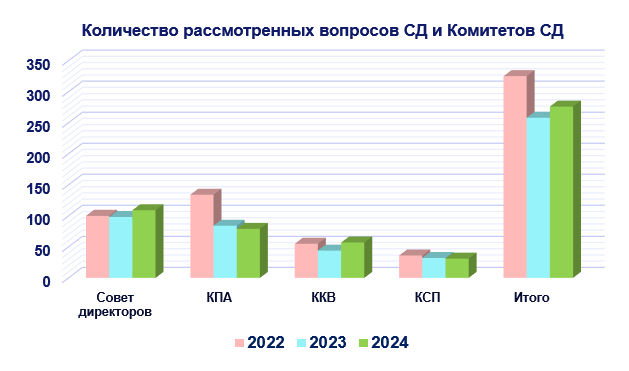 Количество рассмотренных вопросов СД и Комитетов СД
350
300
250
200
150
100
50
0
Совет
директоров
КПА
ККВ
КСП
Итого
2022
2023
2024